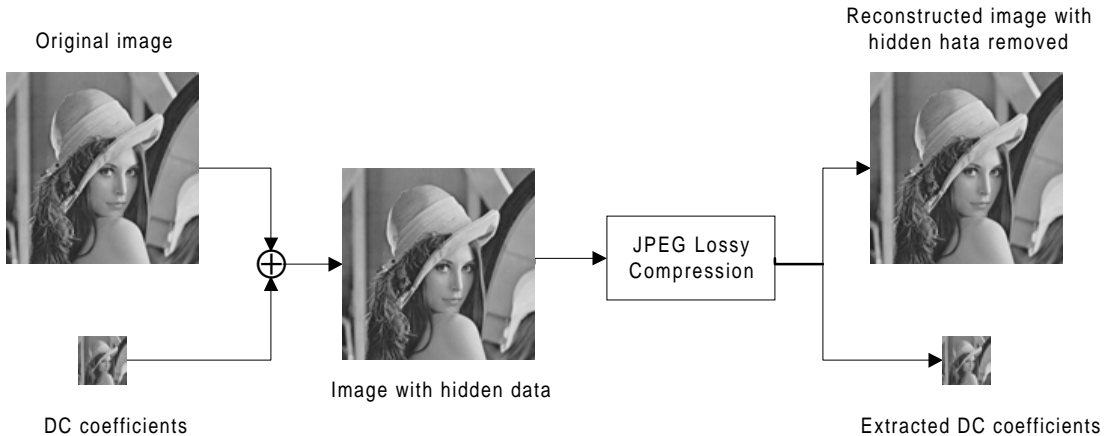 Original image
DC coefficients
Image with hidden data
JPEG Lossy
Compression
Reconstructed image with
hidden hata removed
Extracted DC coefficients